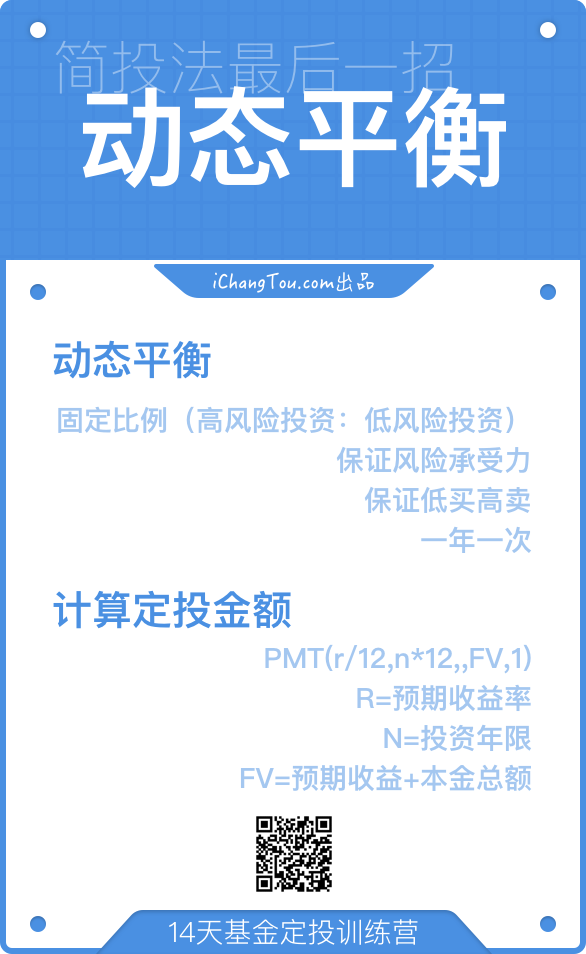 简投法最后一招
动态平衡
iChangTou.com出品
动态平衡
固定比例（高风险投资：低风险投资）
保证风险承受力
保证低买高卖
一年一次
计算定投金额
PMT(r/12,n*12,,FV,1)
R=预期收益率
N=投资年限
FV=预期收益+本金总额
14天基金定投训练营